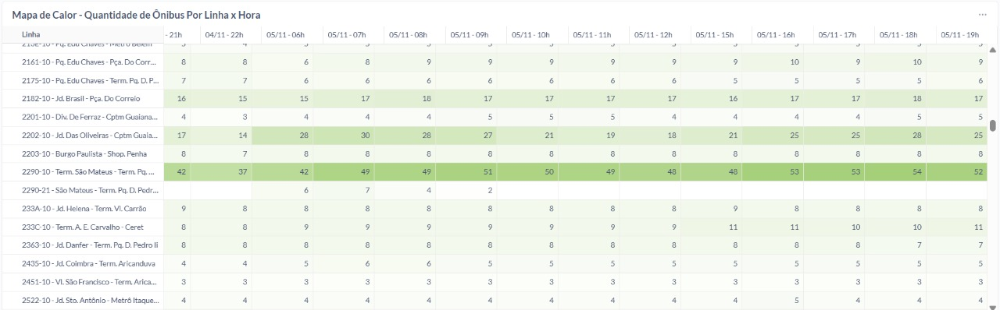 Mapa de Calor - Quantidade de Ônibus Por Linha x Hora
Linha - 21h 04/11 - 22h 05/11 - 06h 05/11 - 07h 05/11 - 08h 05/11 - 09h 05/11 - 10h 05/11 - 11h 05/11 - 12h 05/11 - 15h 05/11 - 16h 05/11 - 17h 05/11 - 18h 05/11 - 19h
2161-10 - Pq. Edu Chaves - Pça. Do Corr... 8 8 6 8 9 9 9 9 9 9 10 9 10 9
2175-10 - Pq. Edu Chaves - Term. Pq. D. P... 7 7 6 6 6 6 6 6 6 5 5 5 5 6
2182-10 - Jd. Brasil - Pça. Do Correio 16 15 15 17 18 17 17 17 17 16 17 17 18 17
2201-10 - Div. De Ferraz - Cptm Guaiana... 4 3 4 4 4 5 5 5 4 4 4 4 5 5
2202-10 - Jd. Das Oliveiras - Cptm Guaia... 17 14 28 30 28 27 21 19 18 21 25 25 28 25
2203-10 - Burgo Paulista - Shop. Penha 8 7 8 8 8 8 8 8 8 8 8 8 8 8
2290-10 - Term. São Mateus - Term. Pq. ... 42 37 42 49 49 51 50 49 48 48 53 53 54 52
2290-21 - São Mateus - Term. Pq. D. Pedr... 6 7 4 2
233A-10 - Jd. Helena - Term. Vl. Carrão 9 8 8 8 8 8 8 8 8 9 8 8 8 8
233C-10 - Term. A. E. Carvalho - Ceret 8 8 9 9 9 9 9 9 9 11 11 10 10 11
2363-10 - Jd. Danfer - Term. Pq. D. Pedro Ii 8 8 8 8 8 8 8 8 8 8 8 8 7 7
2435-10 - Jd. Coimbra - Term. Aricanduva 4 4 5 6 6 5 5 5 5 5 5 5 5 5
2451-10 - Vl. São Francisco - Term. Arica... 3 3 3 3 3 3 3 3 3 3 3 3 3 3
2522-10 - Jd. Sto. Antônio - Metrô Itaque... 4 4 4 4 4 4 4 4 4 4 5 4 4 4